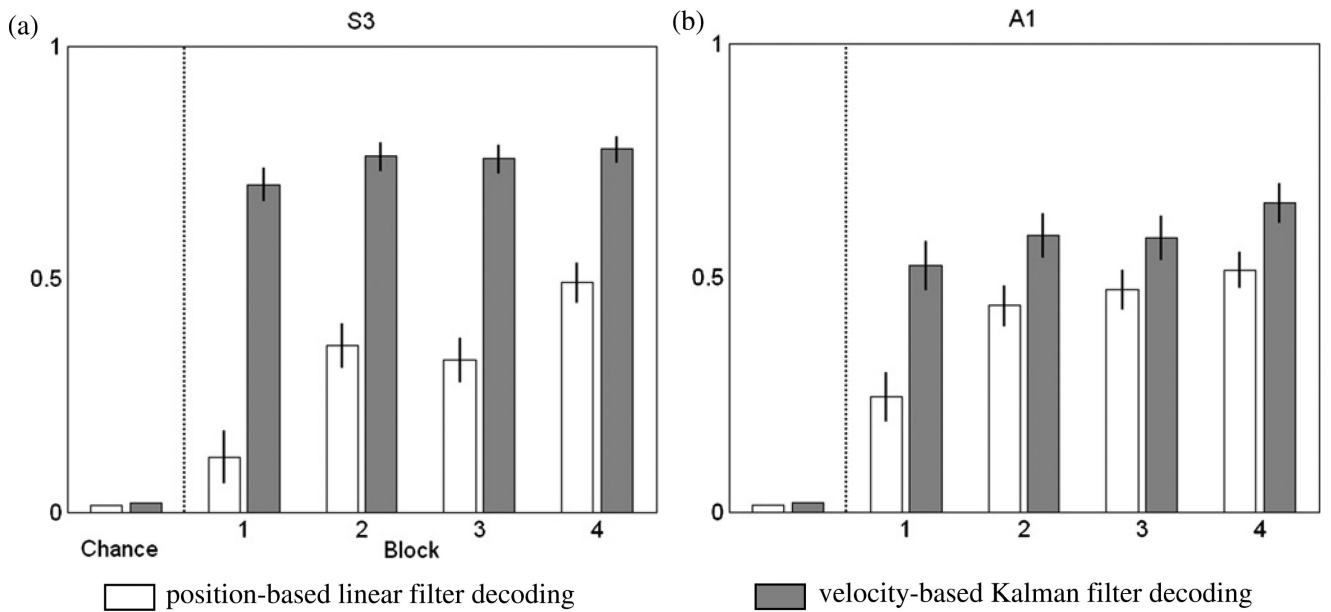 (a)
S3
1
0.5
0
1 2 3 4
Chance Block
(b)
A1
1
0.5
0
1 2 3 4
position-based linear filter decoding
velocity-based Kalman filter decoding